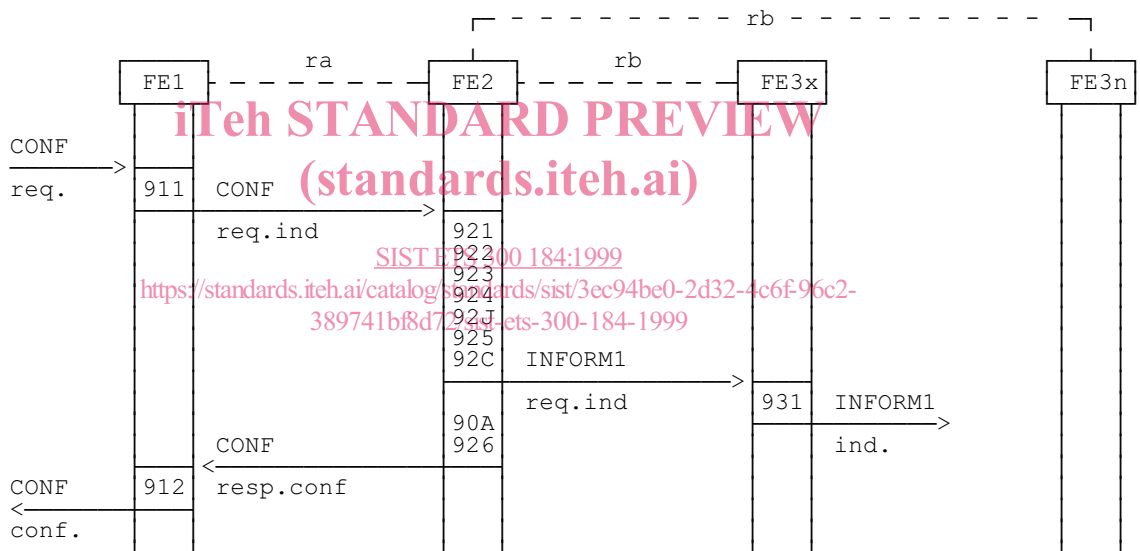 rb
ra rb
FE1 FE2 FE3x FE3n
iTeh STANDARD PREVIEW
CONF
(standards.iteh.ai)
req. 911 CONF
req.ind 921
SIST ETS 300 184:1999
922
923
https://standards.iteh.ai/catalog/standards/sist/3ec94be0-2d32-4c6f-96c2-
924
92J
389741bf8d72/sist-ets-300-184-1999
925
92C INFORM1
req.ind 931 INFORM1
90A
CONF 926 ind.
CONF 912 resp.conf
conf.